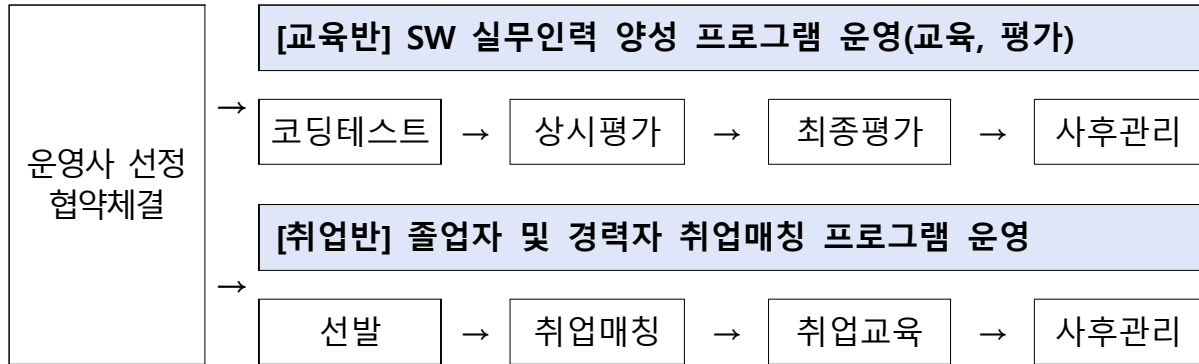 [교육반] SW 실무인력 양성 프로그램 운영(교육, 평가)
→
코딩테스트 → 상시평가 → 최종평가 → 사후관리
운영사 선정
협약체결
[취업반] 졸업자 및 경력자 취업매칭 프로그램 운영
→
선발 → 취업매칭 → 취업교육 → 사후관리